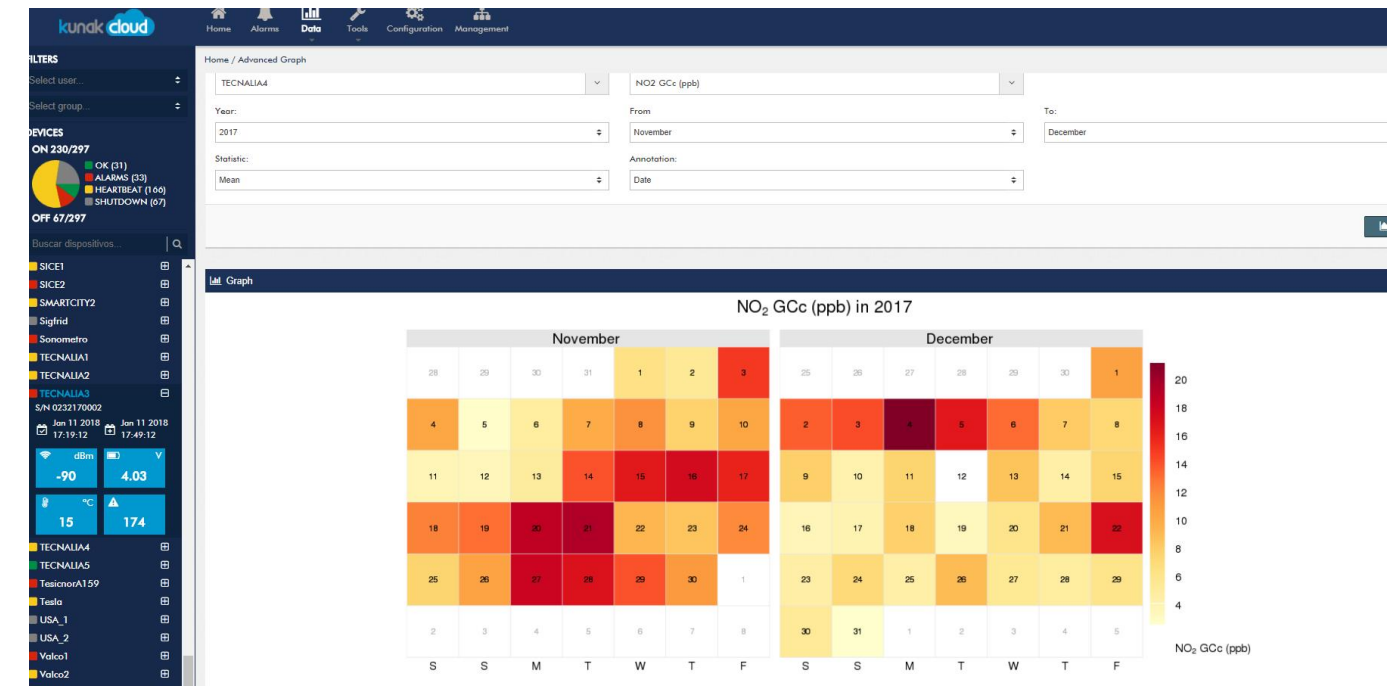 kunak cloud
Home Alarms Data Tools Configuration Management
FILTERS
Select user...
Select group...
DEVICES
ON 230/297
OK (31)
ALARMS (33)
HEARTBEAT (166)
SHUTDOWN (67)
OFF 67/297
Buscar dispositivos...
SICE1
SICE2
SMARTCITY2
Sigfrid
Sonometro
TECNALIA1
TECNALIA2
TECNALIA3
S/N 0232170002
Jan 11 2018 Jan 11 2018
17:19:12 17:49:12
dBm V
-90 4.03
°C
15 174
TECNALIA4
TECNALIA5
TesicnorA159
Tesla
USA_1
USA_2
Valco1
Valco2
Home / Advanced Graph
TECNALIA4 NO2 GCc (ppb)
Year: From To:
2017 November December
Statistic: Annotation:
Mean Date
Graph
NO₂ GCc (ppb) in 2017
November December
28 29 30 31 1 2 3 25 26 27 28 29 30 1
4 5 6 7 8 9 10 2 3 4 5 6 7 8
11 12 13 14 15 16 17 9 10 11 12 13 14 15
18 19 20 21 22 23 24 16 17 18 19 20 21 22
25 26 27 28 29 30 1 23 24 25 26 27 28 29
2 3 4 5 6 7 8 30 31 1 2 3 4 5
S S M T W T F S S M T W T F
20
18
16
14
12
10
8
6
4
NO₂ GCc (ppb)